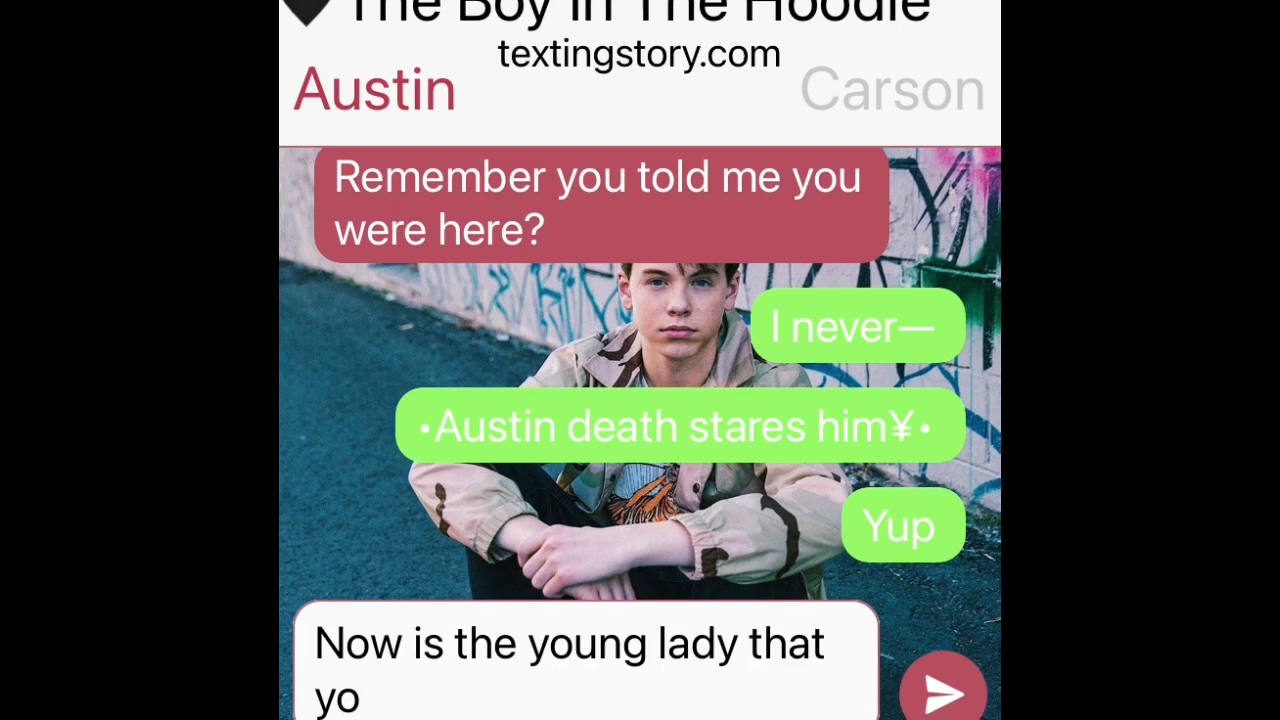 The Boy In The Hoodie
textingstory.com
Austin
Carson
Remember you told me you
were here?
I never—
•Austin death stares him¥•
Yup
Now is the young lady that
yo